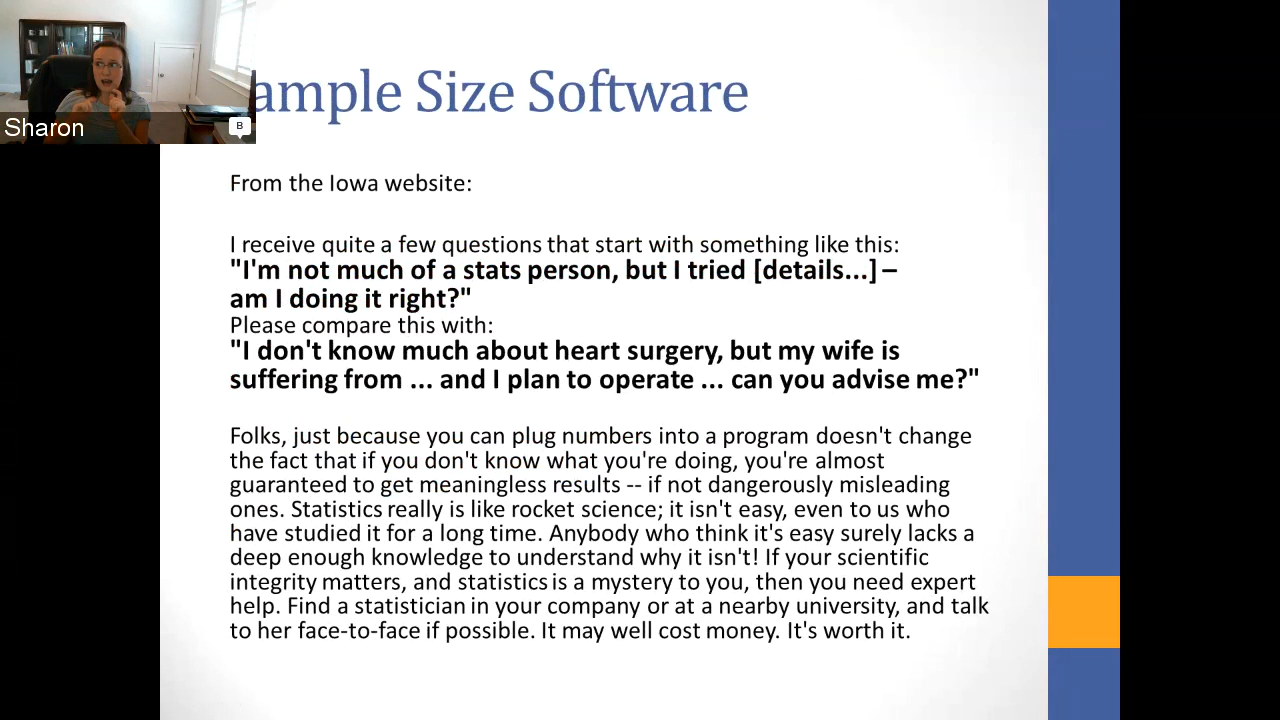 ample Size Software
Sharon
B
From the Iowa website:
I receive quite a few questions that start with something like this:
"I'm not much of a stats person, but I tried [details...] –
am I doing it right?"
Please compare this with:
"I don't know much about heart surgery, but my wife is
suffering from ... and I plan to operate ... can you advise me?"
Folks, just because you can plug numbers into a program doesn't change
the fact that if you don't know what you're doing, you're almost
guaranteed to get meaningless results -- if not dangerously misleading
ones. Statistics really is like rocket science; it isn't easy, even to us who
have studied it for a long time. Anybody who think it's easy surely lacks a
deep enough knowledge to understand why it isn't! If your scientific
integrity matters, and statistics is a mystery to you, then you need expert
help. Find a statistician in your company or at a nearby university, and talk
to her face-to-face if possible. It may well cost money. It's worth it.